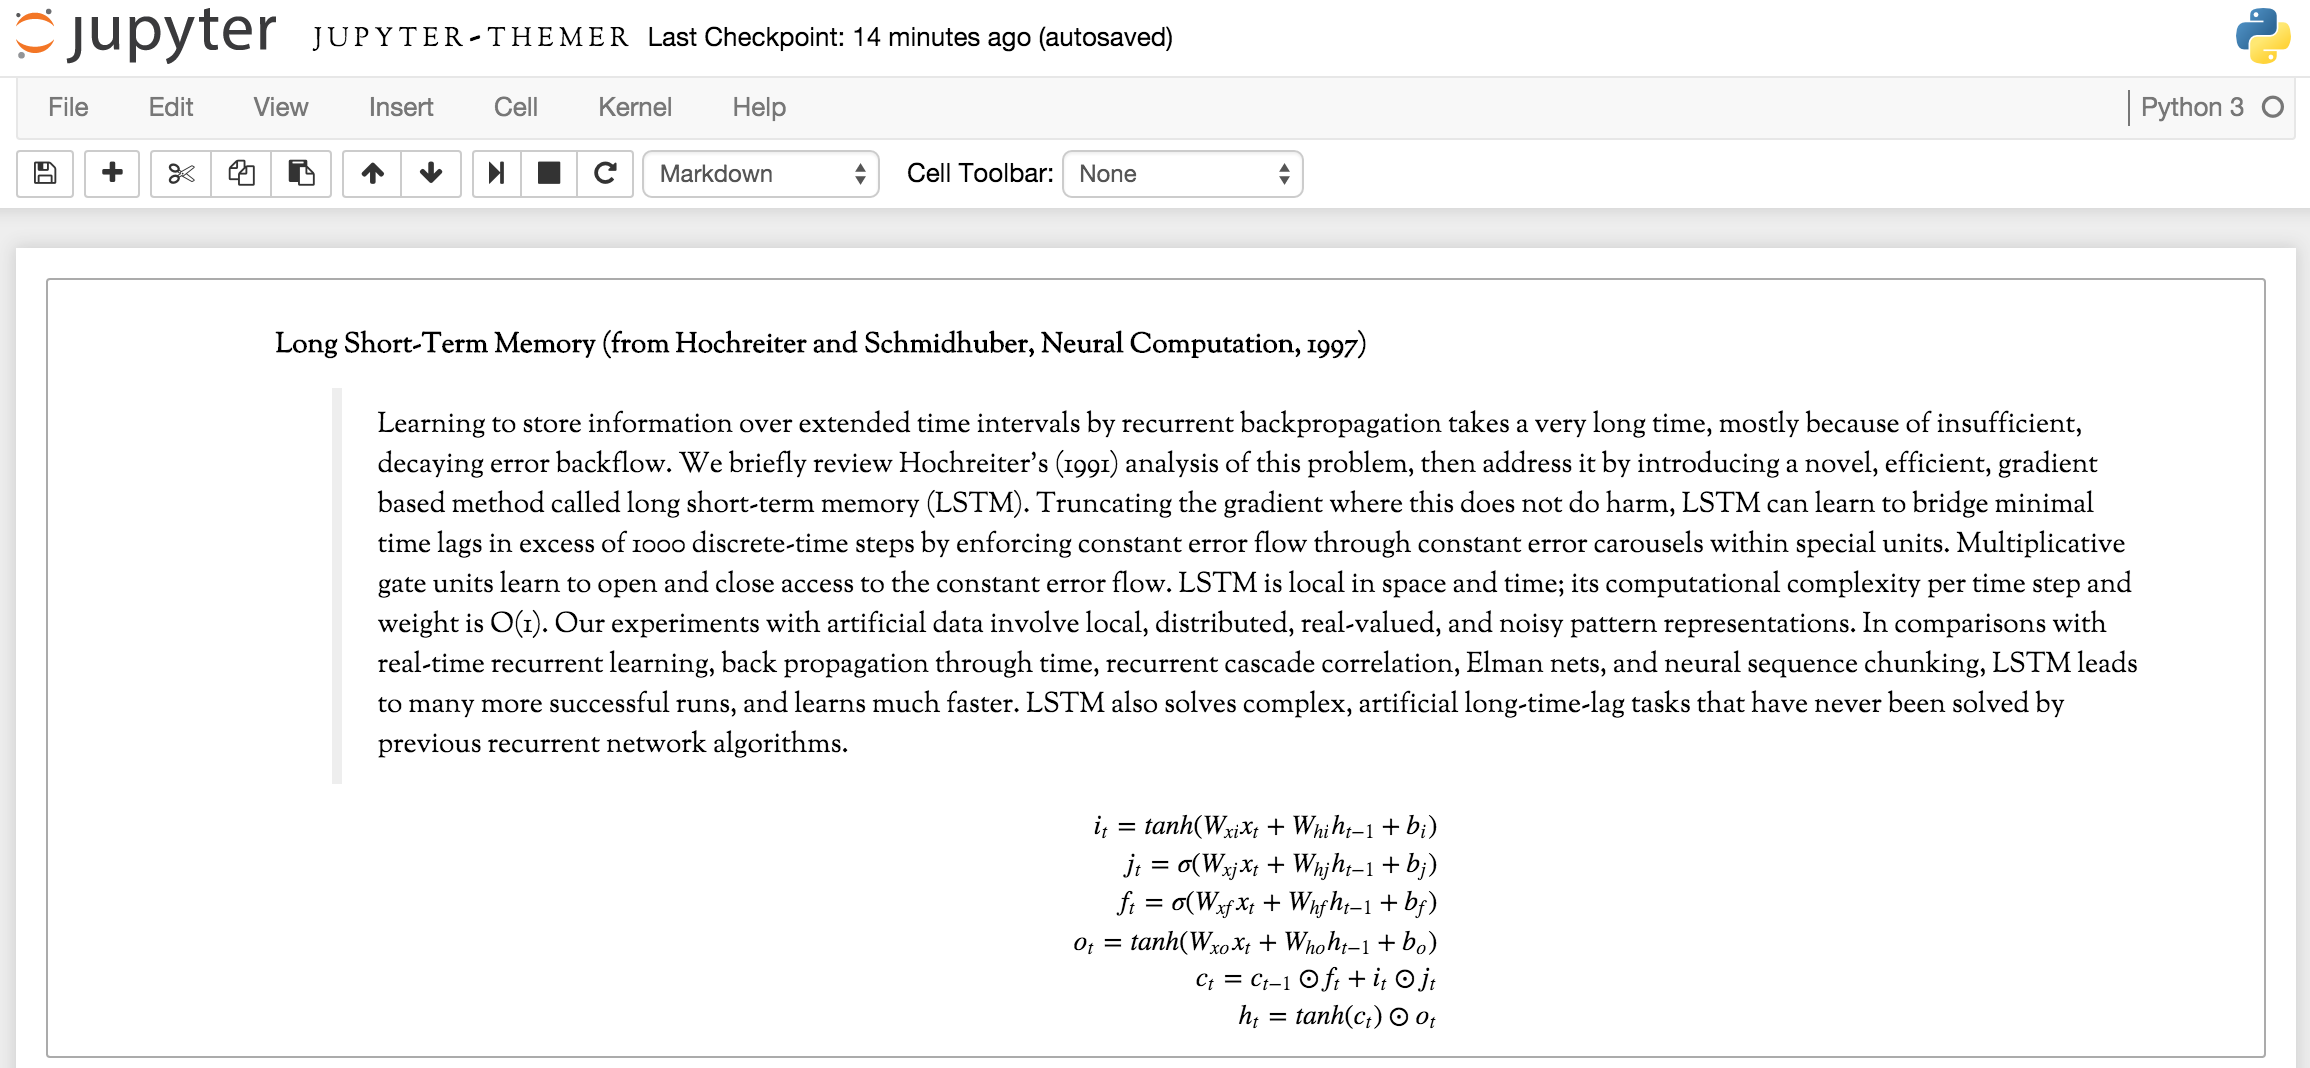 jupyter JUPYTER-THEMER Last Checkpoint: 14 minutes ago (autosaved)
File Edit View Insert Cell Kernel Help Python 3
Markdown Cell Toolbar: None
Long Short-Term Memory (from Hochreiter and Schmidhuber, Neural Computation, 1997)
Learning to store information over extended time intervals by recurrent backpropagation takes a very long time, mostly because of insufficient,
decaying error backflow. We briefly review Hochreiter’s (1991) analysis of this problem, then address it by introducing a novel, efficient, gradient
based method called long short-term memory (LSTM). Truncating the gradient where this does not do harm, LSTM can learn to bridge minimal
time lags in excess of 1000 discrete-time steps by enforcing constant error flow through constant error carousels within special units. Multiplicative
gate units learn to open and close access to the constant error flow. LSTM is local in space and time; its computational complexity per time step and
weight is O(1). Our experiments with artificial data involve local, distributed, real-valued, and noisy pattern representations. In comparisons with
real-time recurrent learning, back propagation through time, recurrent cascade correlation, Elman nets, and neural sequence chunking, LSTM leads
to many more successful runs, and learns much faster. LSTM also solves complex, artificial long-time-lag tasks that have never been solved by
previous recurrent network algorithms.
i_t = tanh(W_{xi}x_t + W_{hi}h_{t−1} + b_i)
j_t = σ(W_{xj}x_t + W_{hj}h_{t−1} + b_j)
f_t = σ(W_{xf}x_t + W_{hf}h_{t−1} + b_f)
o_t = tanh(W_{xo}x_t + W_{ho}h_{t−1} + b_o)
c_t = c_{t−1} ⊙ f_t + i_t ⊙ j_t
h_t = tanh(c_t) ⊙ o_t